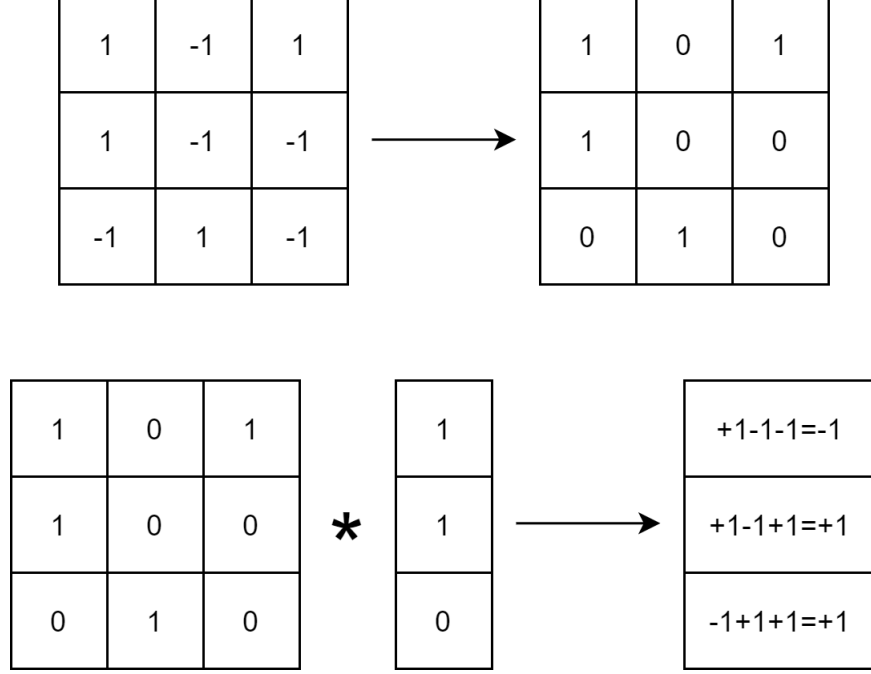 1 -1 1 1 0 1
1 -1 -1 1 0 0
-1 1 -1 0 1 0
1 0 1 1 +1-1-1=-1
1 0 0 * 1 +1-1+1=+1
0 1 0 0 -1+1+1=+1